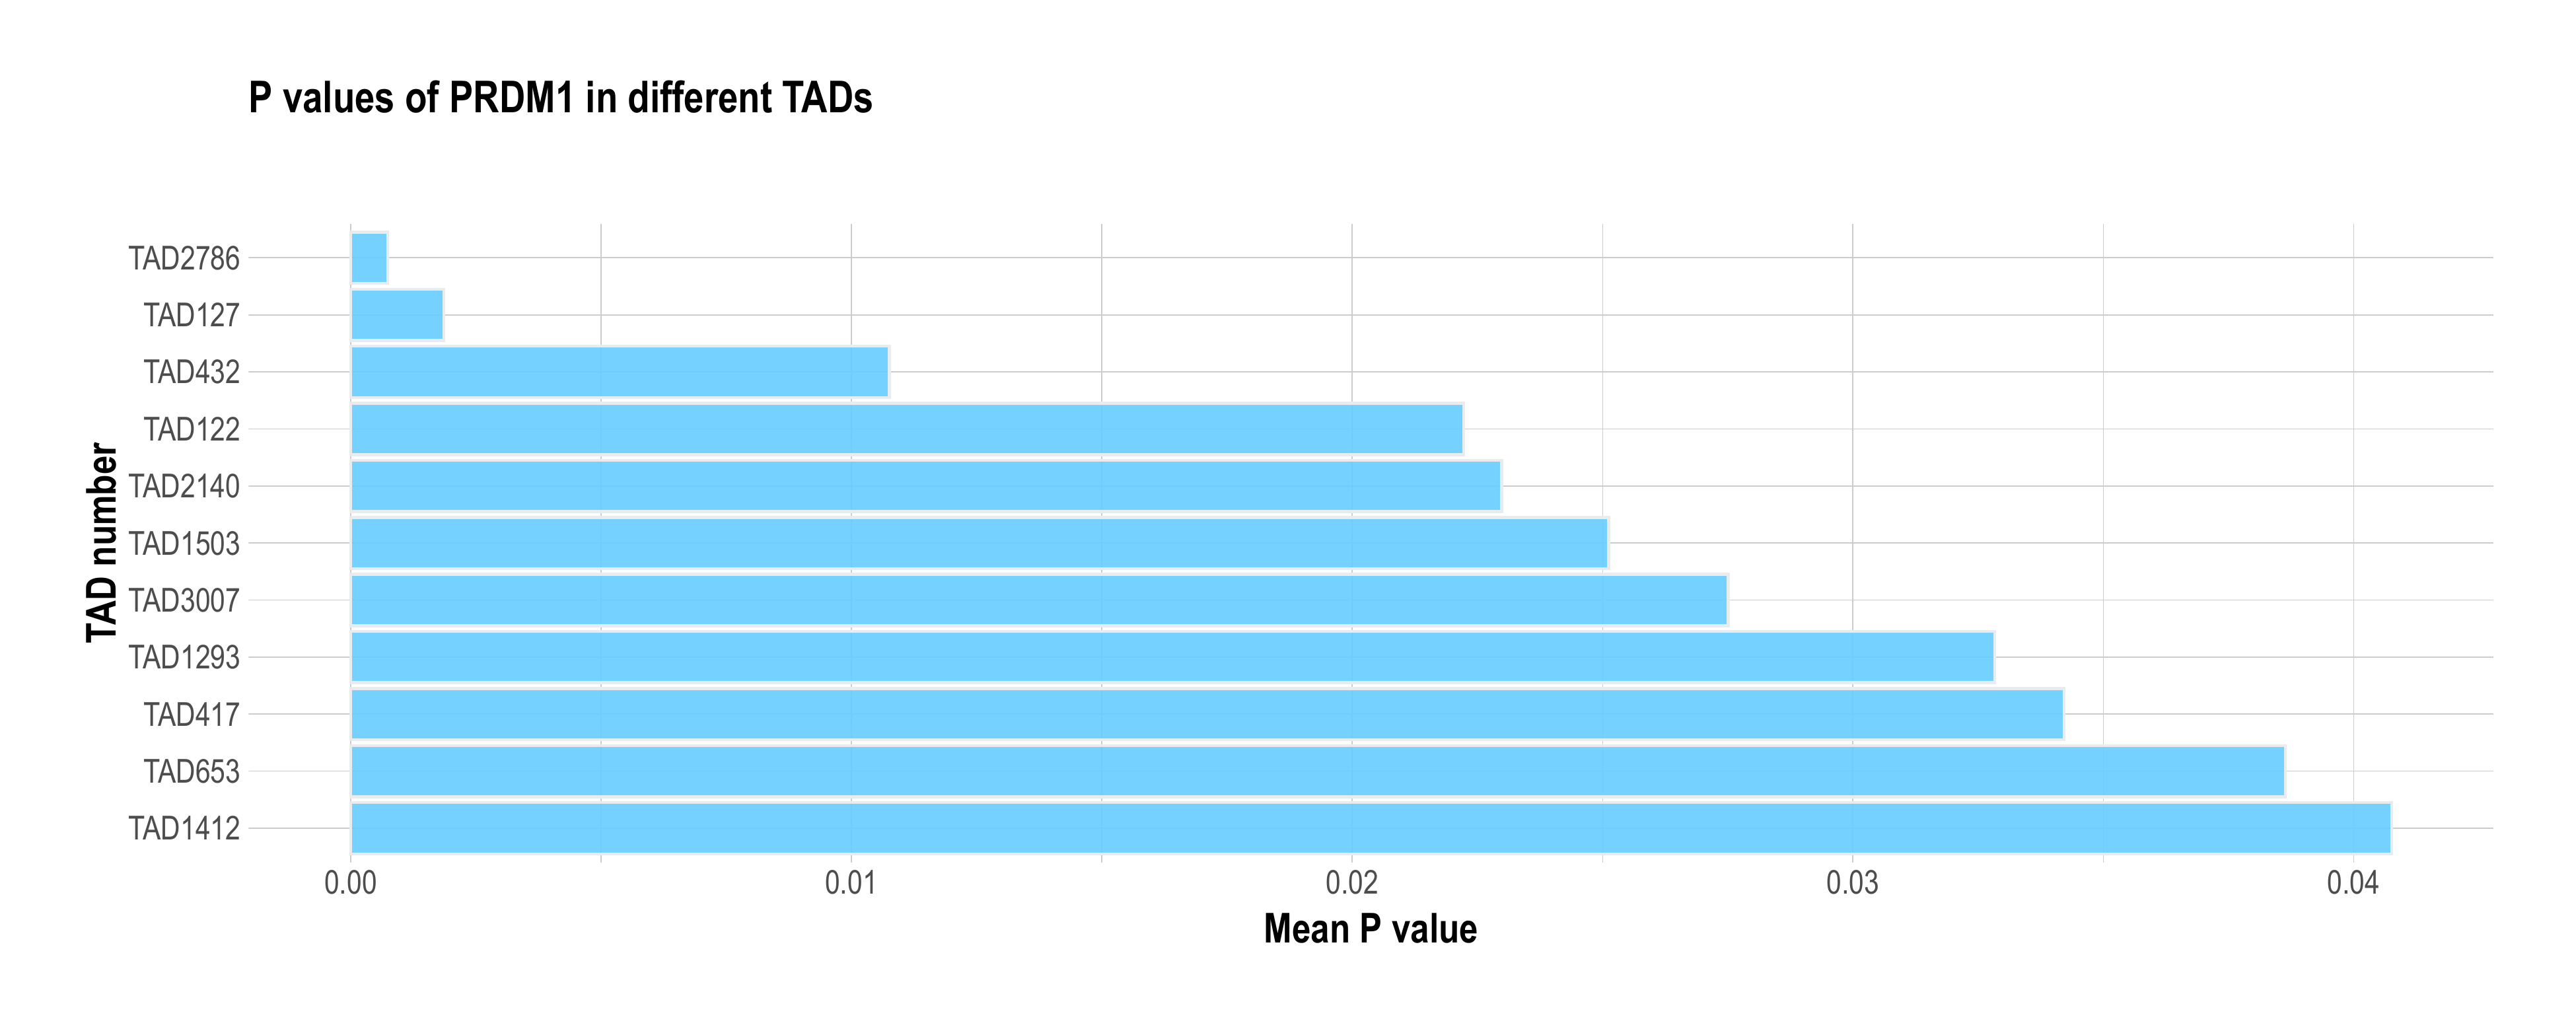 P values of PRDM1 in different TADs
TAD number
TAD2786
TAD127
TAD432
TAD122
TAD2140
TAD1503
TAD3007
TAD1293
TAD417
TAD653
TAD1412
0.00 0.01 0.02 0.03 0.04
Mean P value